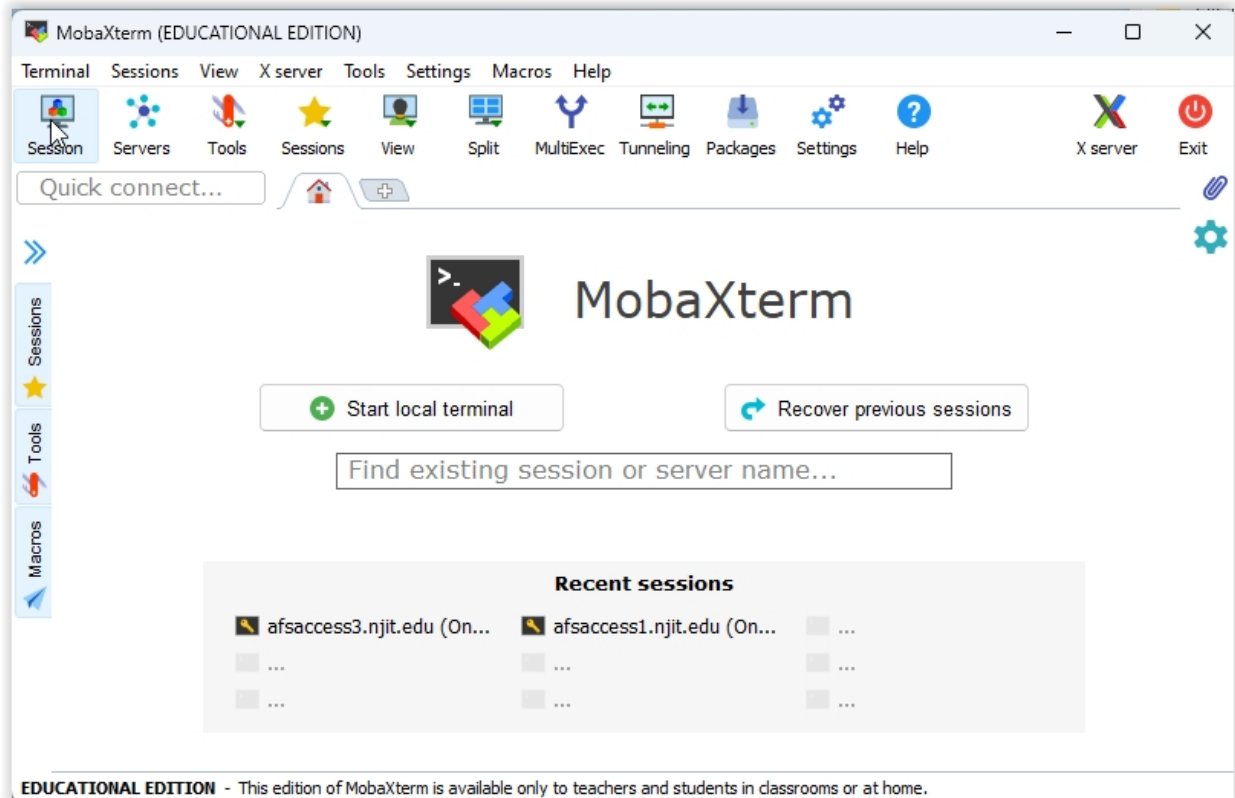 MobaXterm (EDUCATIONAL EDITION)
Terminal Sessions View X server Tools Settings Macros Help
Session Servers Tools Sessions View Split MultiExec Tunneling Packages Settings Help X server Exit
Quick connect...
Sessions
Tools
Macros
>_
MobaXterm
Start local terminal Recover previous sessions
Find existing session or server name...
Recent sessions
afsaccess3.njit.edu (On... afsaccess1.njit.edu (On... ...
... ... ...
... ... ...
EDUCATIONAL EDITION - This edition of MobaXterm is available only to teachers and students in classrooms or at home.